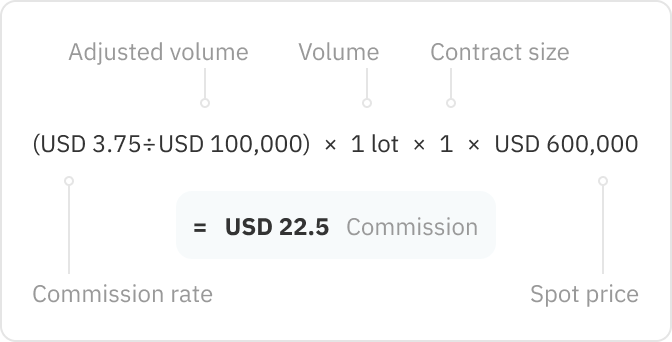 Adjusted volume Volume Contract size
(USD 3.75÷USD 100,000) × 1 lot × 1 × USD 600,000
= USD 22.5 Commission
Commission rate Spot price